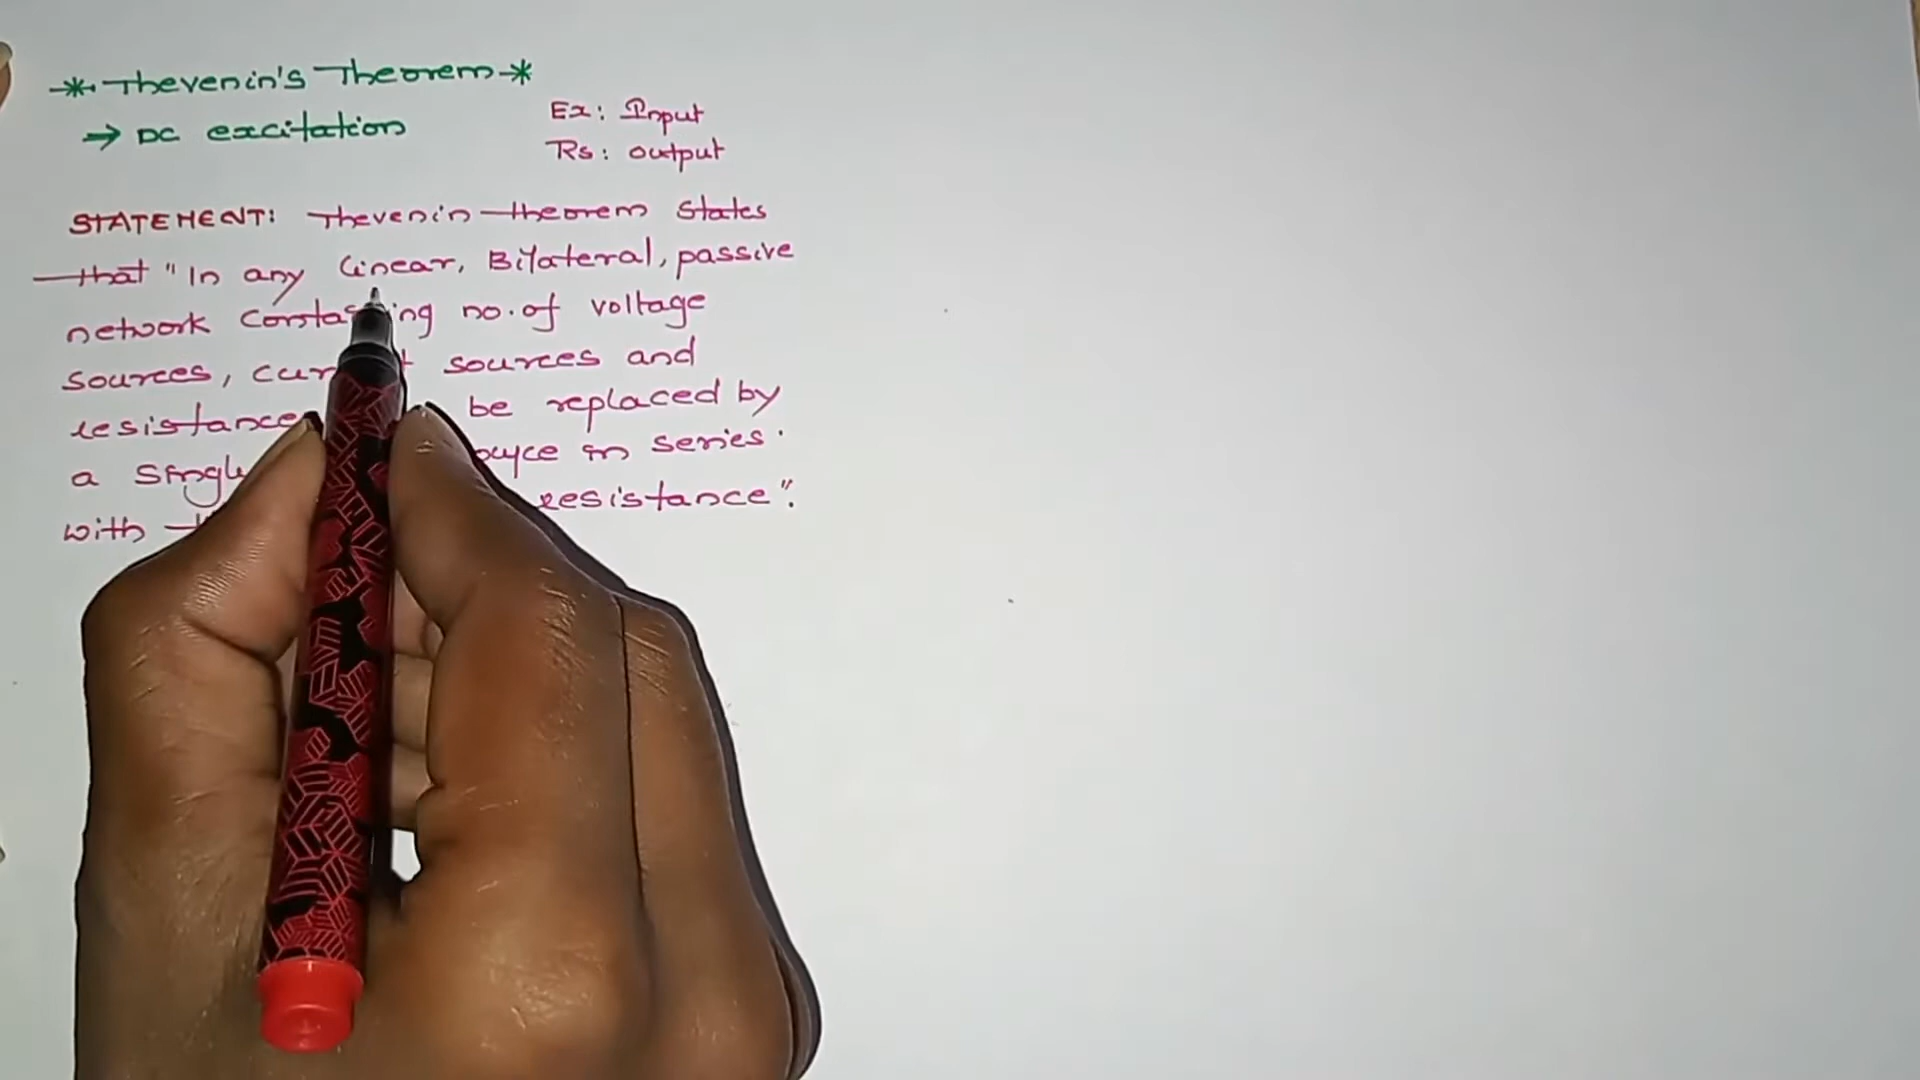 * Thevenin's Theorem *
→ DC excitation
Ex: Input
Rs: output
STATEMENT: Thevenin theorem states
that "In any linear, Bilateral, passive
network no. of voltage
sources, sources and
be replaced by
a in series
with resistance".